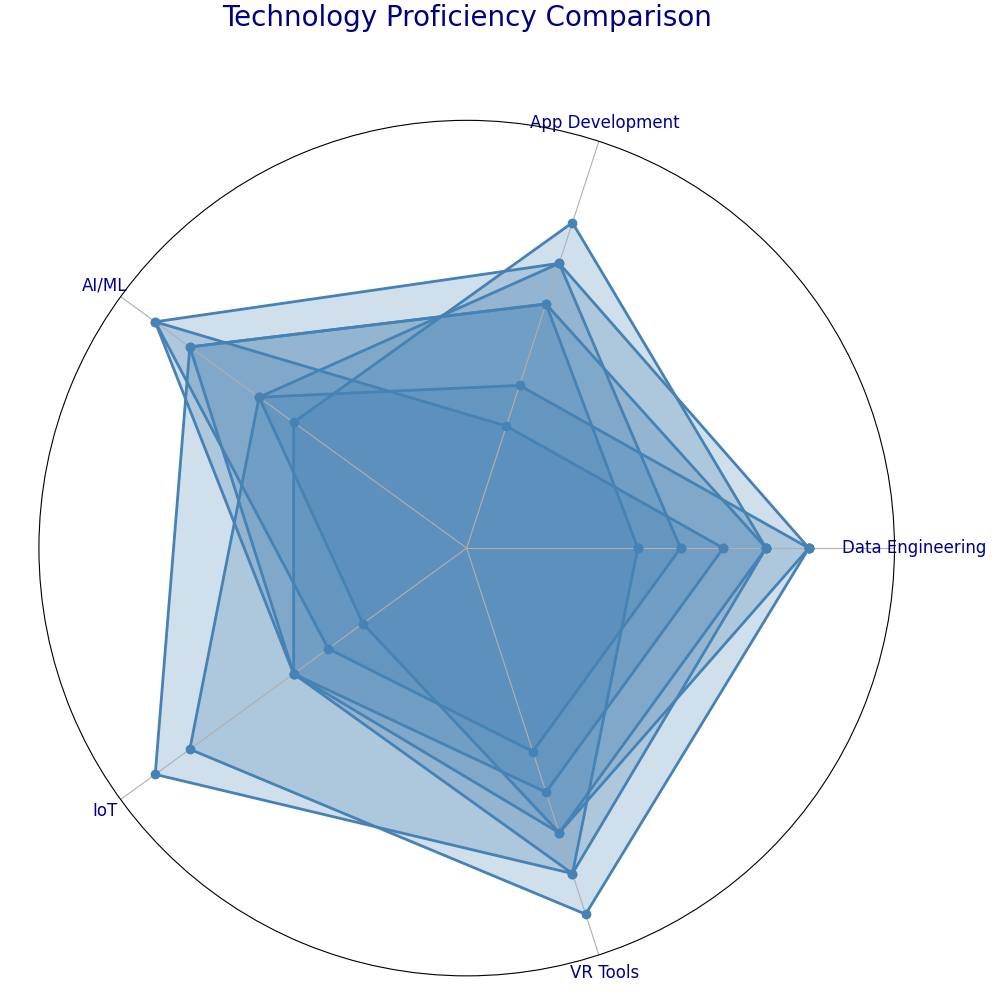 Technology Proficiency Comparison
App Development
AI/ML
Data Engineering
IoT
VR Tools